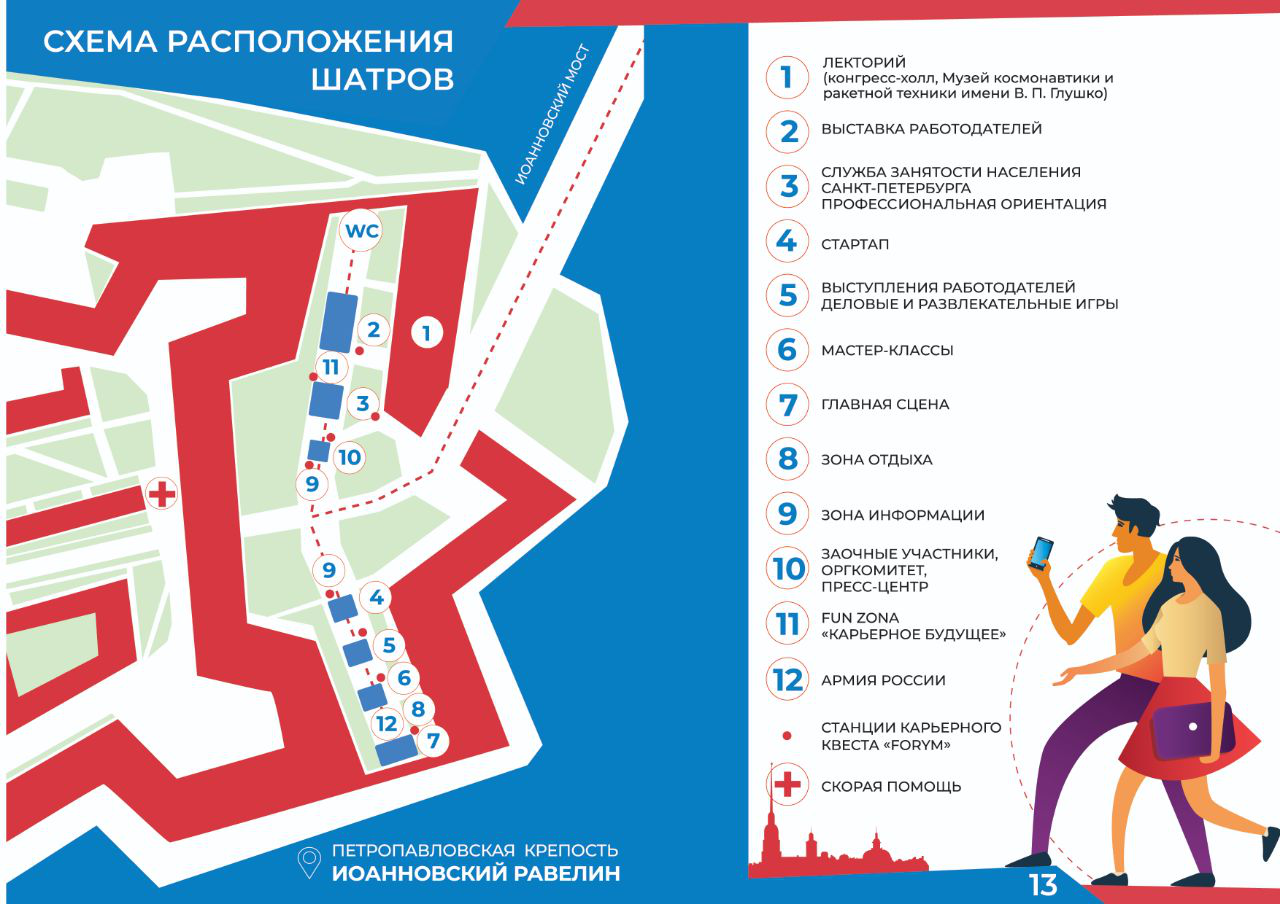 СХЕМА РАСПОЛОЖЕНИЯ
ШАТРОВ
ИОАННОВСКИЙ МОСТ
WC
2
1
11
3
10
9
9
4
5
6
8
12
7
ПЕТРОПАВЛОВСКАЯ КРЕПОСТЬ
ИОАННОВСКИЙ РАВЕЛИН
1
ЛЕКТОРИЙ
(конгресс-холл, Музей космонавтики и
ракетной техники имени В. П. Глушко)
2
ВЫСТАВКА РАБОТОДАТЕЛЕЙ
3
СЛУЖБА ЗАНЯТОСТИ НАСЕЛЕНИЯ
САНКТ-ПЕТЕРБУРГА
ПРОФЕССИОНАЛЬНАЯ ОРИЕНТАЦИЯ
4
СТАРТАП
5
ВЫСТУПЛЕНИЯ РАБОТОДАТЕЛЕЙ
ДЕЛОВЫЕ И РАЗВЛЕКАТЕЛЬНЫЕ ИГРЫ
6
МАСТЕР-КЛАССЫ
7
ГЛАВНАЯ СЦЕНА
8
ЗОНА ОТДЫХА
9
ЗОНА ИНФОРМАЦИИ
10
ЗАОЧНЫЕ УЧАСТНИКИ,
ОРГКОМИТЕТ,
ПРЕСС-ЦЕНТР
11
FUN ZONA
«КАРЬЕРНОЕ БУДУЩЕЕ»
12
АРМИЯ РОССИИ
СТАНЦИИ КАРЬЕРНОГО
КВЕСТА «FORУМ»
СКОРАЯ ПОМОЩЬ
13